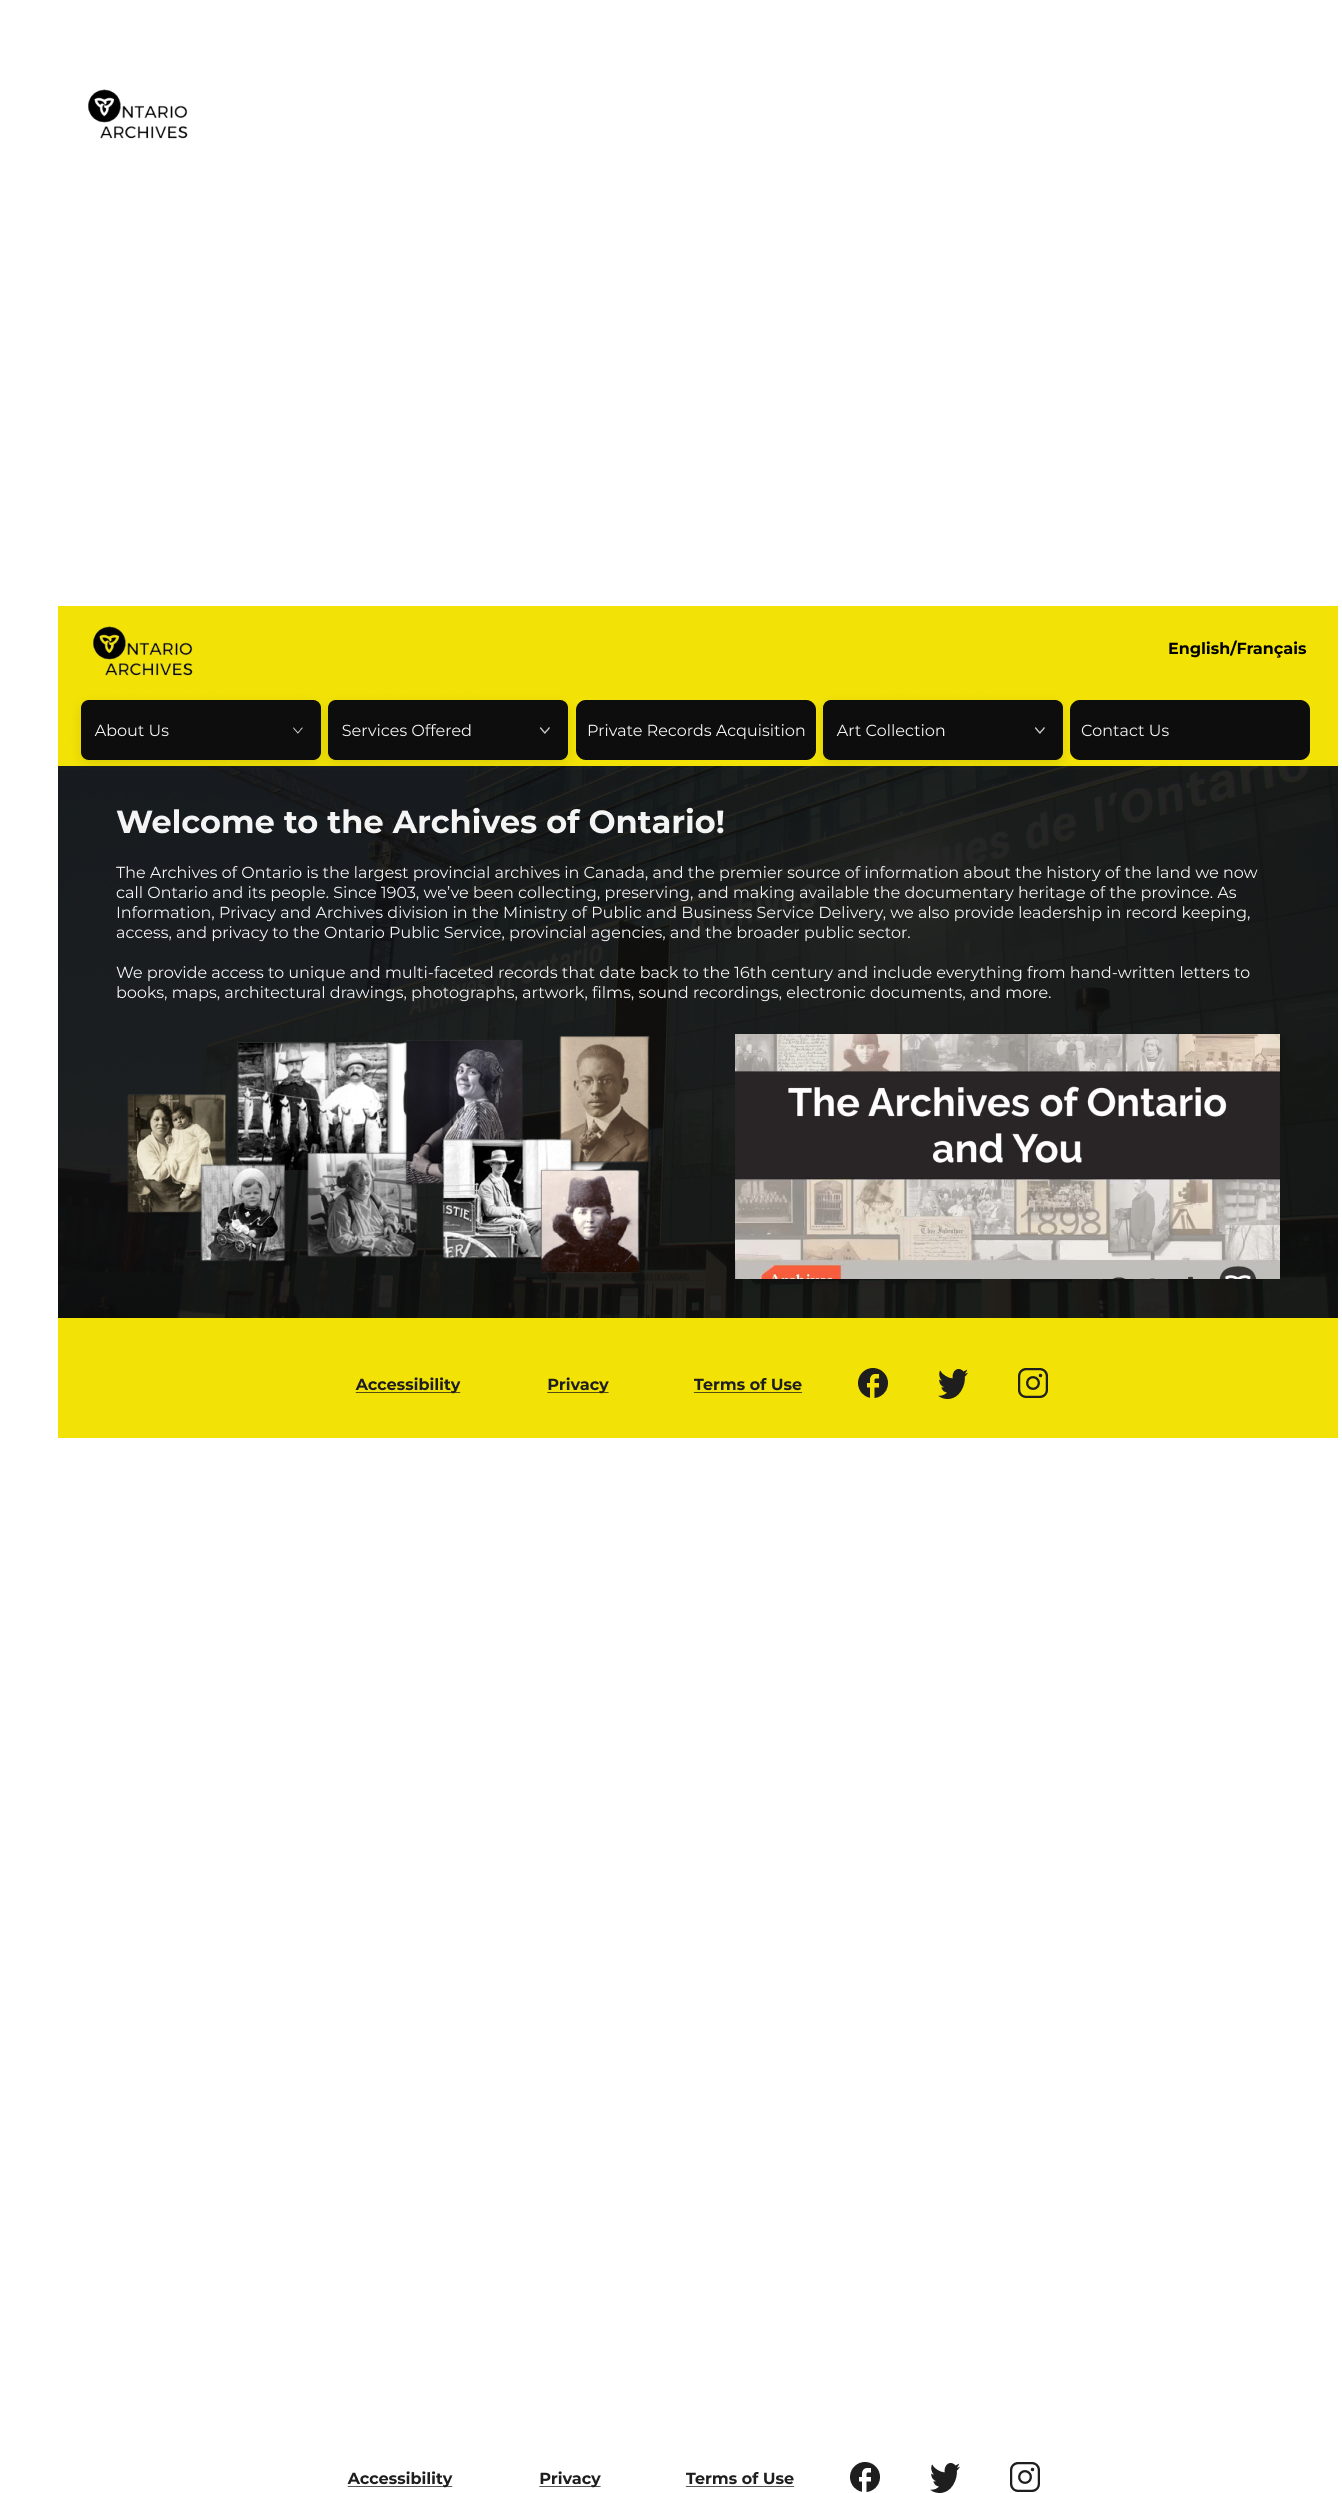 ONTARIO
ARCHIVES
ONTARIO
ARCHIVES
English/Français
About Us
Services Offered
Private Records Acquisition
Art Collection
Contact Us
ues de l'Ontario
Welcome to the Archives of Ontario!
The Archives of Ontario is the largest provincial archives in Canada, and the premier source of information about the history of the land we now
call Ontario and its people. Since 1903, we've been collecting, preserving, and making available the documentary heritage of the province. As
Information, Privacy and Archives division in the Ministry of Public and Business Service Delivery, we also provide leadership in record keeping,
access, and privacy to the Ontario Public Service, provincial agencies, and the broader public sector.
We provide access to unique and multi-faceted records that date back to the 16th century and include everything from hand-written letters to
books, maps, architectural drawings, photographs, artwork, films, sound recordings, electronic documents, and more.
The Archives of Ontario
and You
1898
This Indenture
STIE
ER
Archives
Accessibility
Privacy
Terms of Use
Accessibility
Privacy
Terms of Use